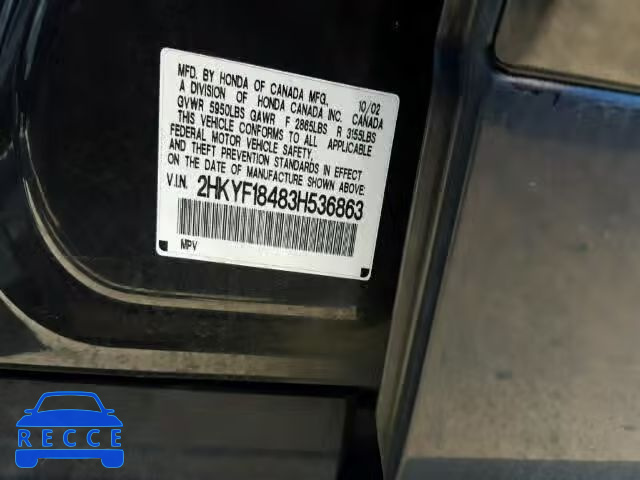 MFD. BY HONDA OF CANADA MFG. 10/02
A DIVISION OF HONDA CANADA INC. CANADA
GVWR 5950LBS GAWR F 2865LBS R 3155LBS
THIS VEHICLE CONFORMS TO ALL APPLICABLE
FEDERAL MOTOR VEHICLE SAFETY,
AND THEFT PREVENTION STANDARDS IN EFFECT
ON THE DATE OF MANUFACTURE SHOWN ABOVE:
V.I.N. 2HKYF18483H536863
MPV
RECCE